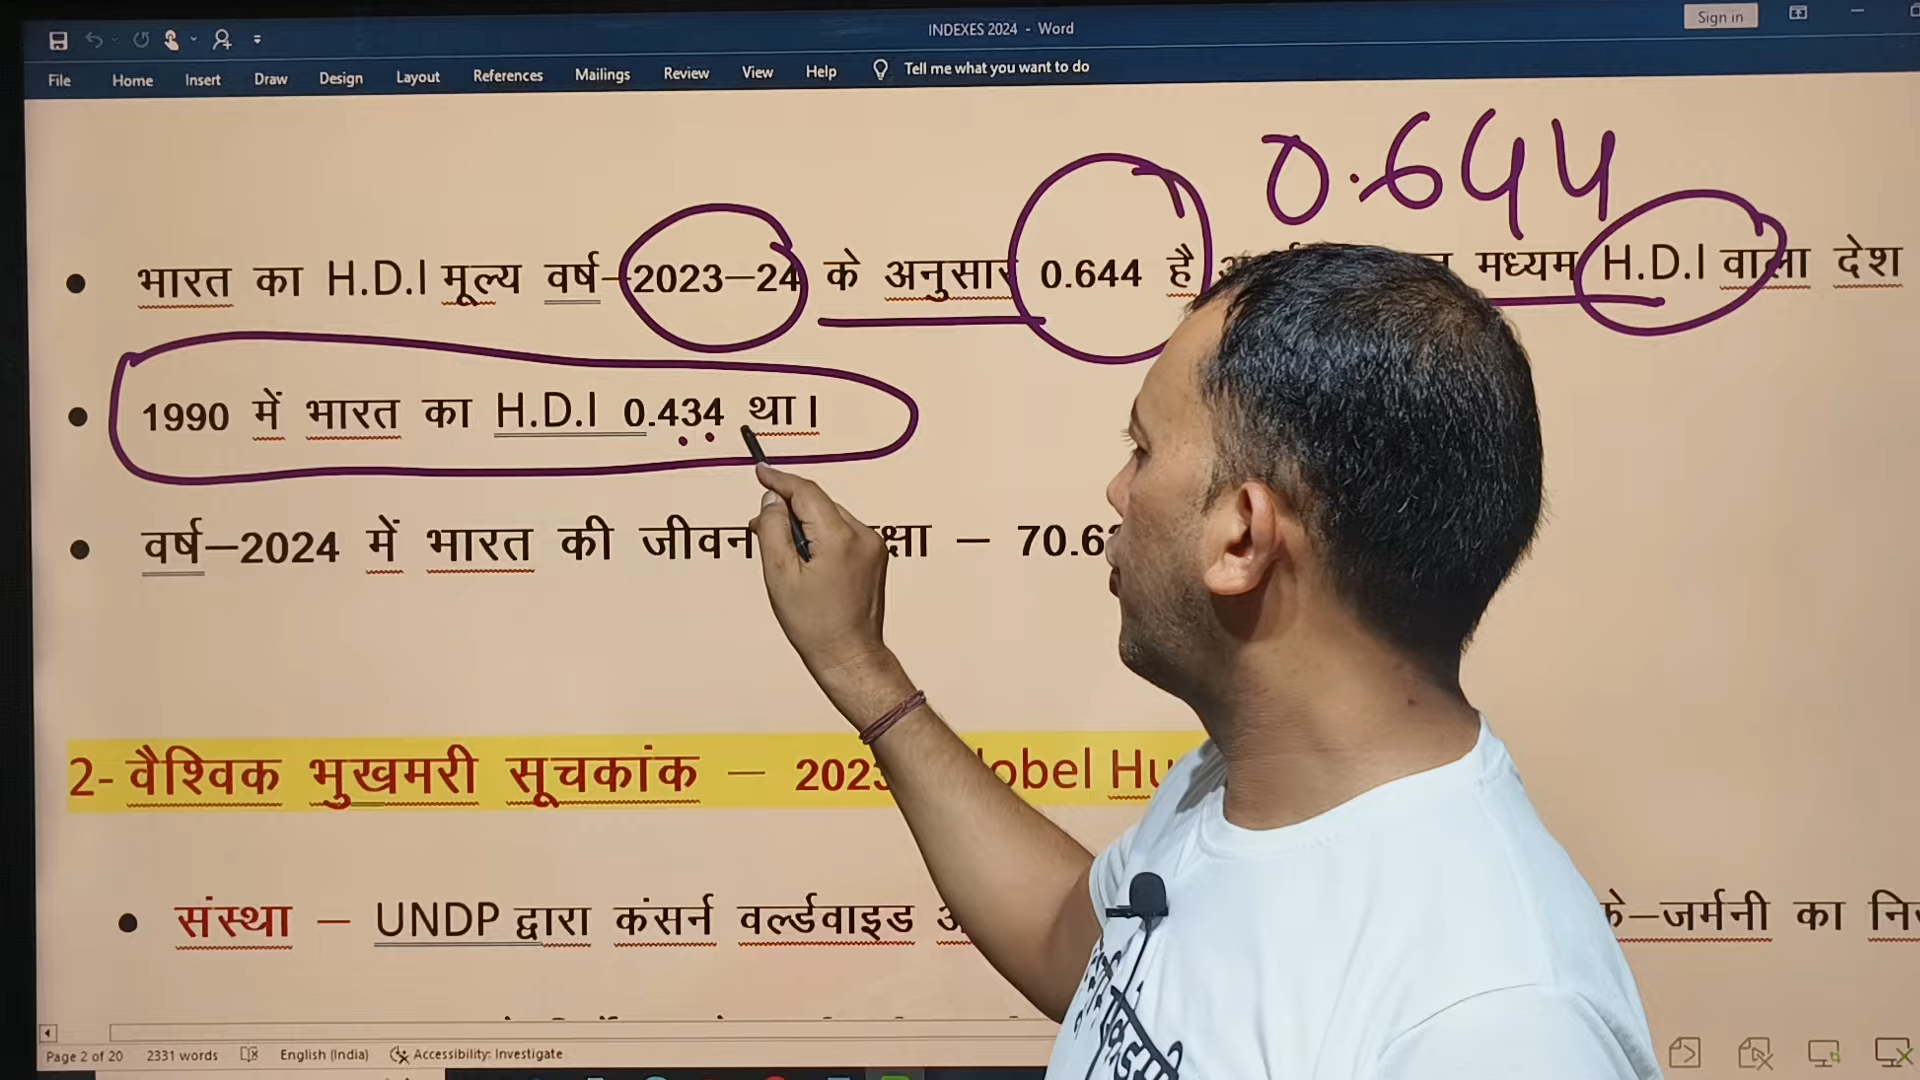 INDEXES 2024 - Word
Sign in
File Home Insert Draw Design Layout References Mailings Review View Help Tell me what you want to do
0.644
• भारत का H.D.I मूल्य वर्ष–2023–24 के अनुसार 0.644 है मध्यम H.D.I वाला देश
• 1990 में भारत का H.D.I 0.434 था।
• वर्ष–2024 में भारत की जीवन – 70.6
2- वैश्विक भुखमरी सूचकांक – 2023
• संस्था – UNDP द्वारा कंसर्न वर्ल्डवाइड के–जर्मनी का
Page 2 of 20 2331 words English (India) Accessibility: Investigate